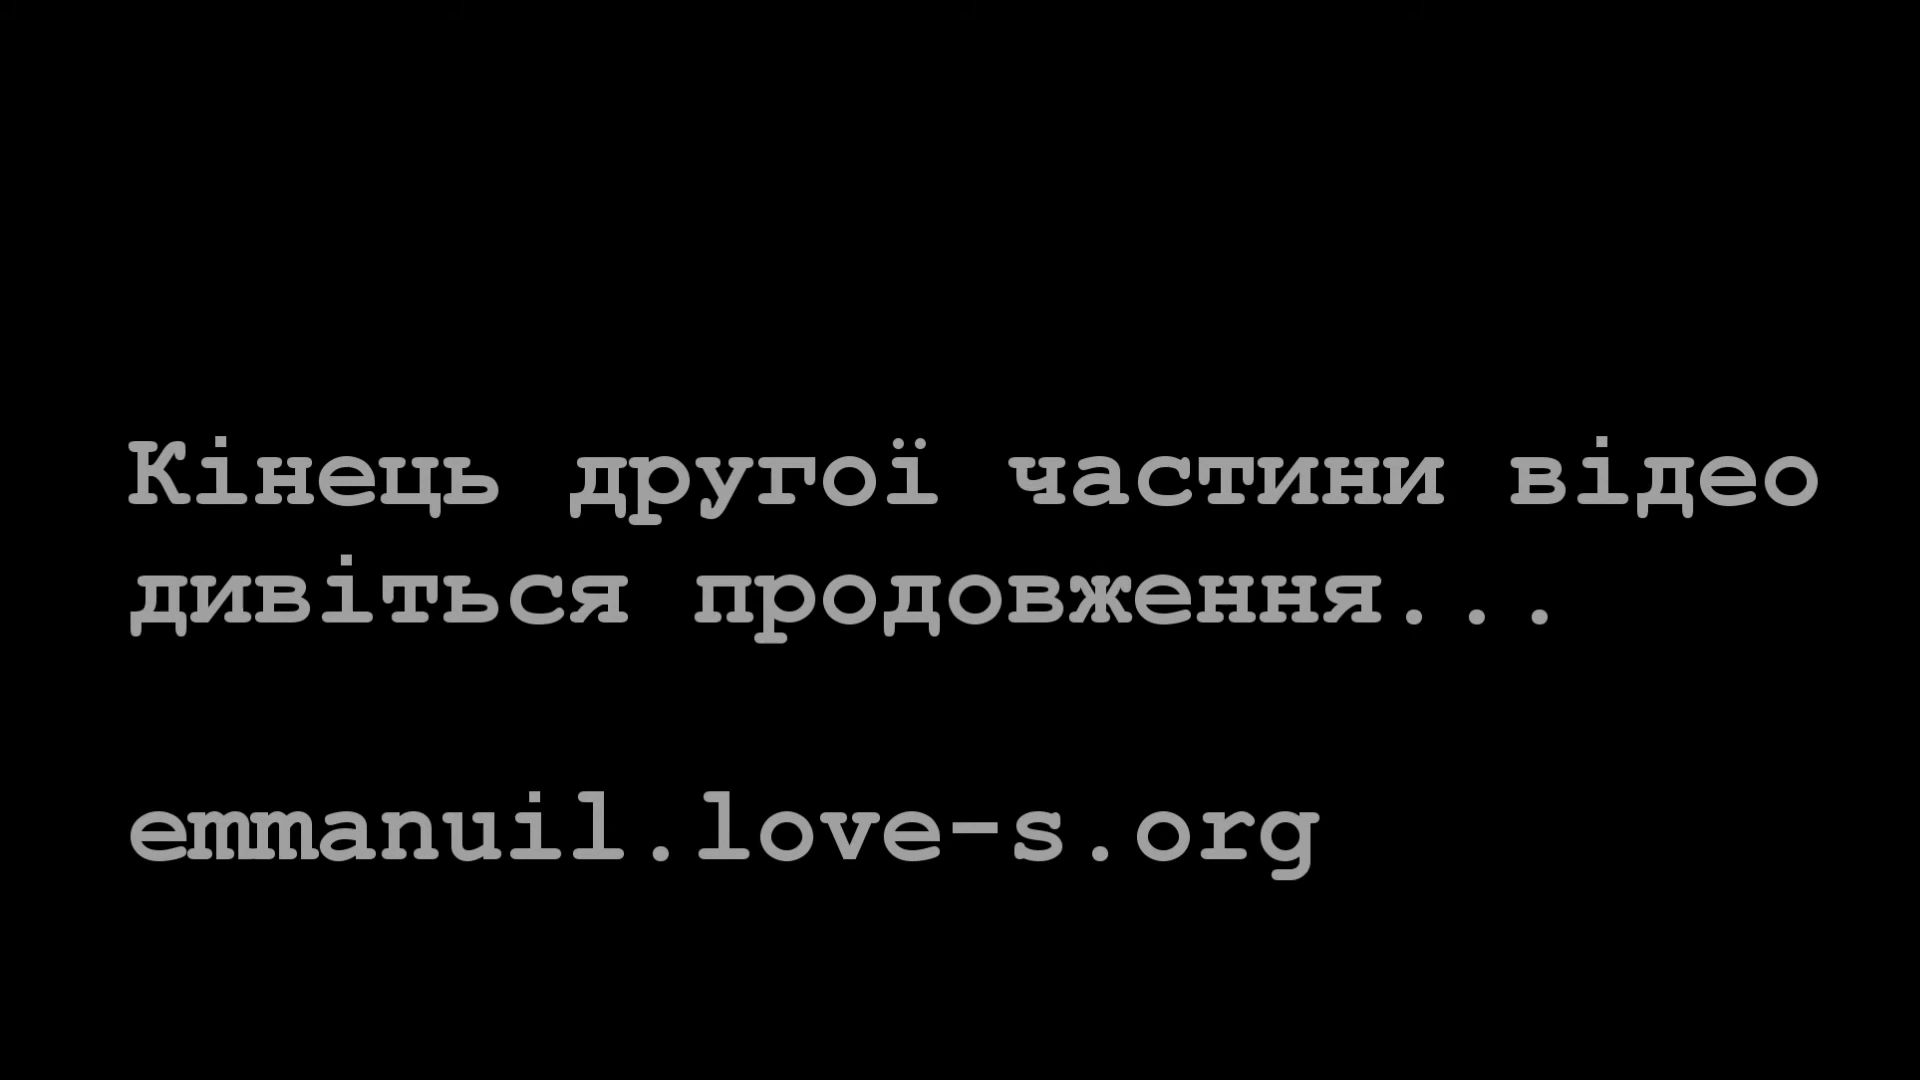 Кінець другої частини відео
дивіться продовження...
emmanuil.love-s.org